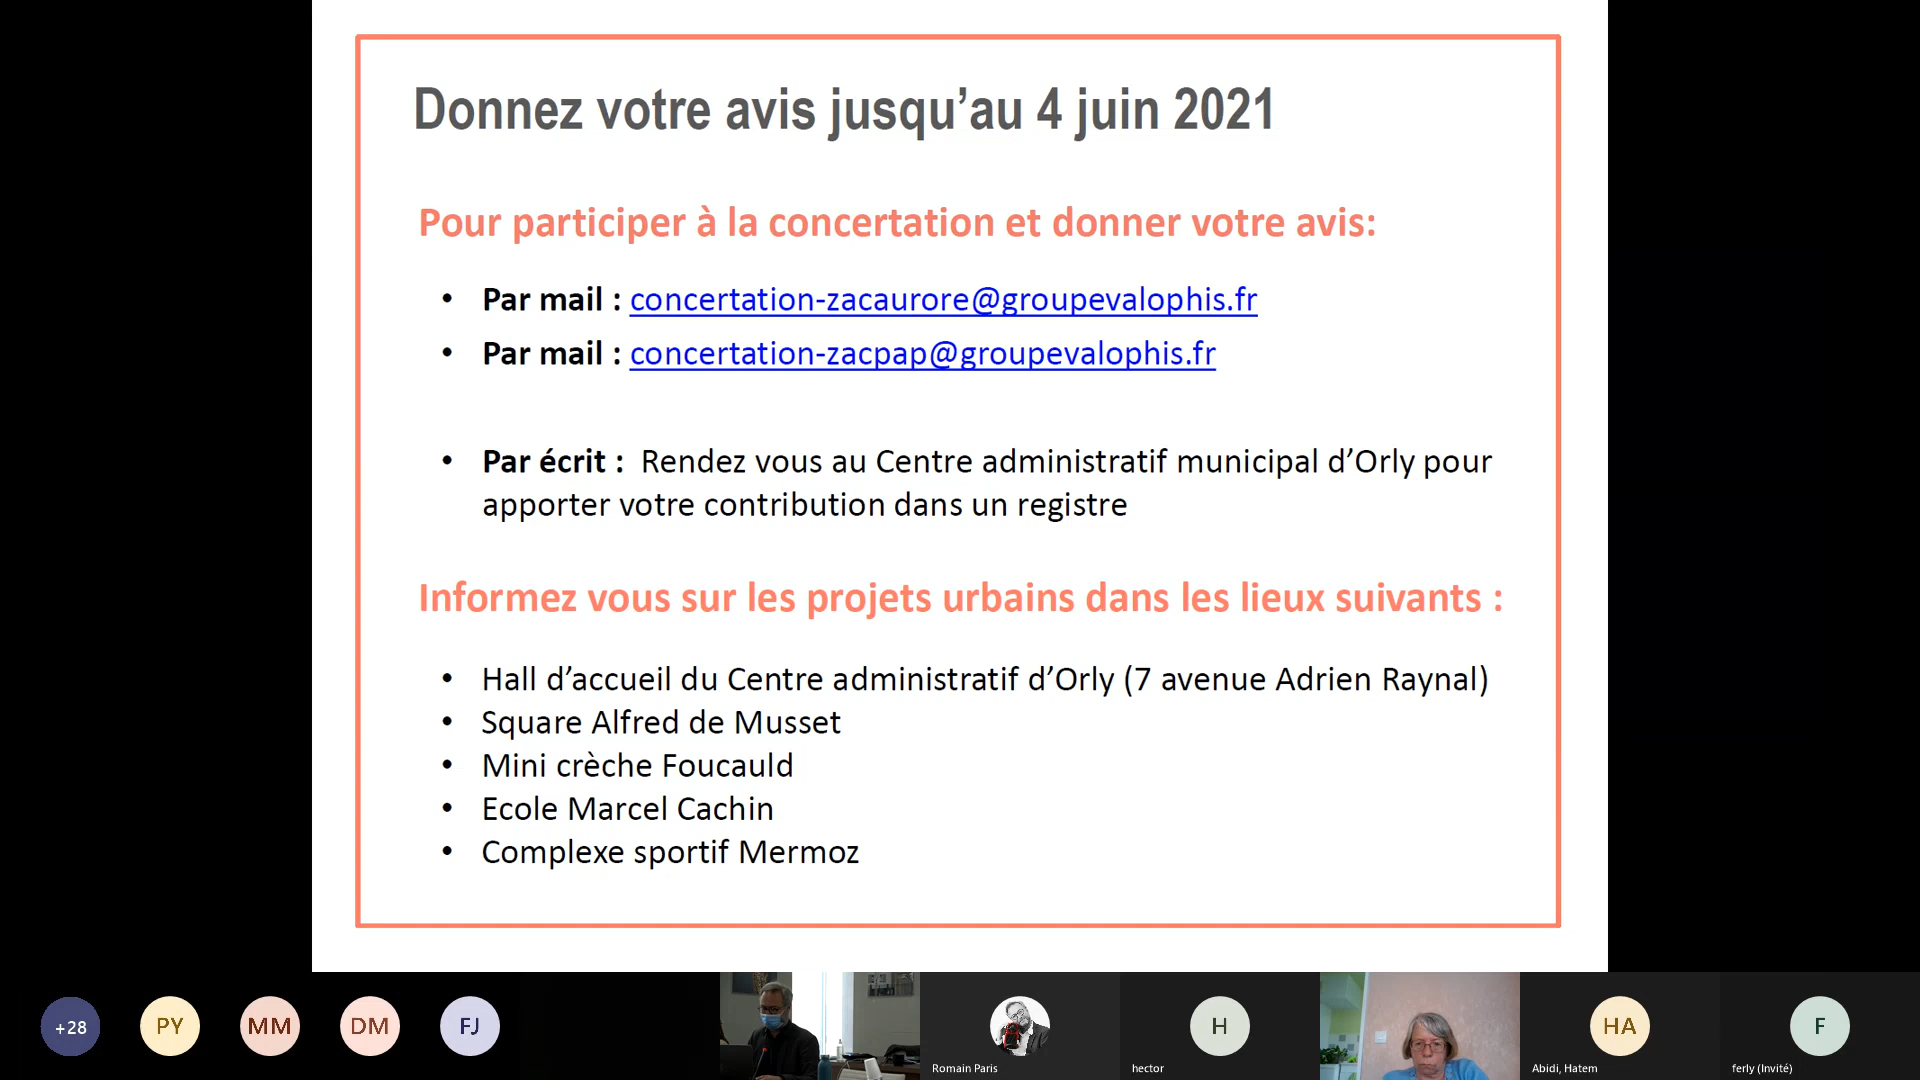 Donnez votre avis jusqu’au 4 juin 2021
Pour participer à la concertation et donner votre avis:
• Par mail : concertation-zacaurore@groupevalophis.fr
• Par mail : concertation-zacpap@groupevalophis.fr
• Par écrit : Rendez vous au Centre administratif municipal d’Orly pour
apporter votre contribution dans un registre
Informez vous sur les projets urbains dans les lieux suivants :
• Hall d’accueil du Centre administratif d’Orly (7 avenue Adrien Raynal)
• Square Alfred de Musset
• Mini crèche Foucauld
• Ecole Marcel Cachin
• Complexe sportif Mermoz
+28
PY
MM
DM
FJ
Romain Paris
H
hector
HA
Abidi, Hatem
F
ferly (Invité)